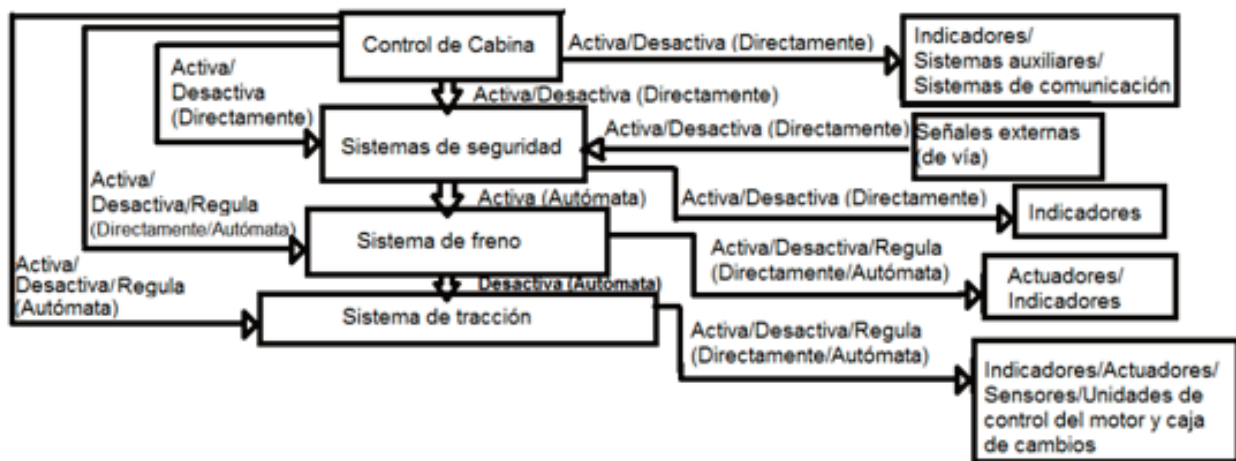 Control de Cabina
Activa/Desactiva (Directamente)
Indicadores/
Sistemas auxiliares/
Sistemas de comunicación
Activa/
Desactiva
(Directamente)
Activa/Desactiva (Directamente)
Sistemas de seguridad
Activa/Desactiva (Directamente)
Señales externas
(de vía)
Activa/
Desactiva/Regula
(Directamente/Autómata)
Activa (Autómata)
Activa/Desactiva (Directamente)
Indicadores
Sistema de freno
Activa/Desactiva/Regula
(Directamente/Autómata)
Actuadores/
Indicadores
Activa/
Desactiva/Regula
(Autómata)
Desactiva (Autómata)
Sistema de tracción
Activa/Desactiva/Regula
(Directamente/Autómata)
Indicadores/Actuadores/
Sensores/Unidades de
control del motor y caja
de cambios